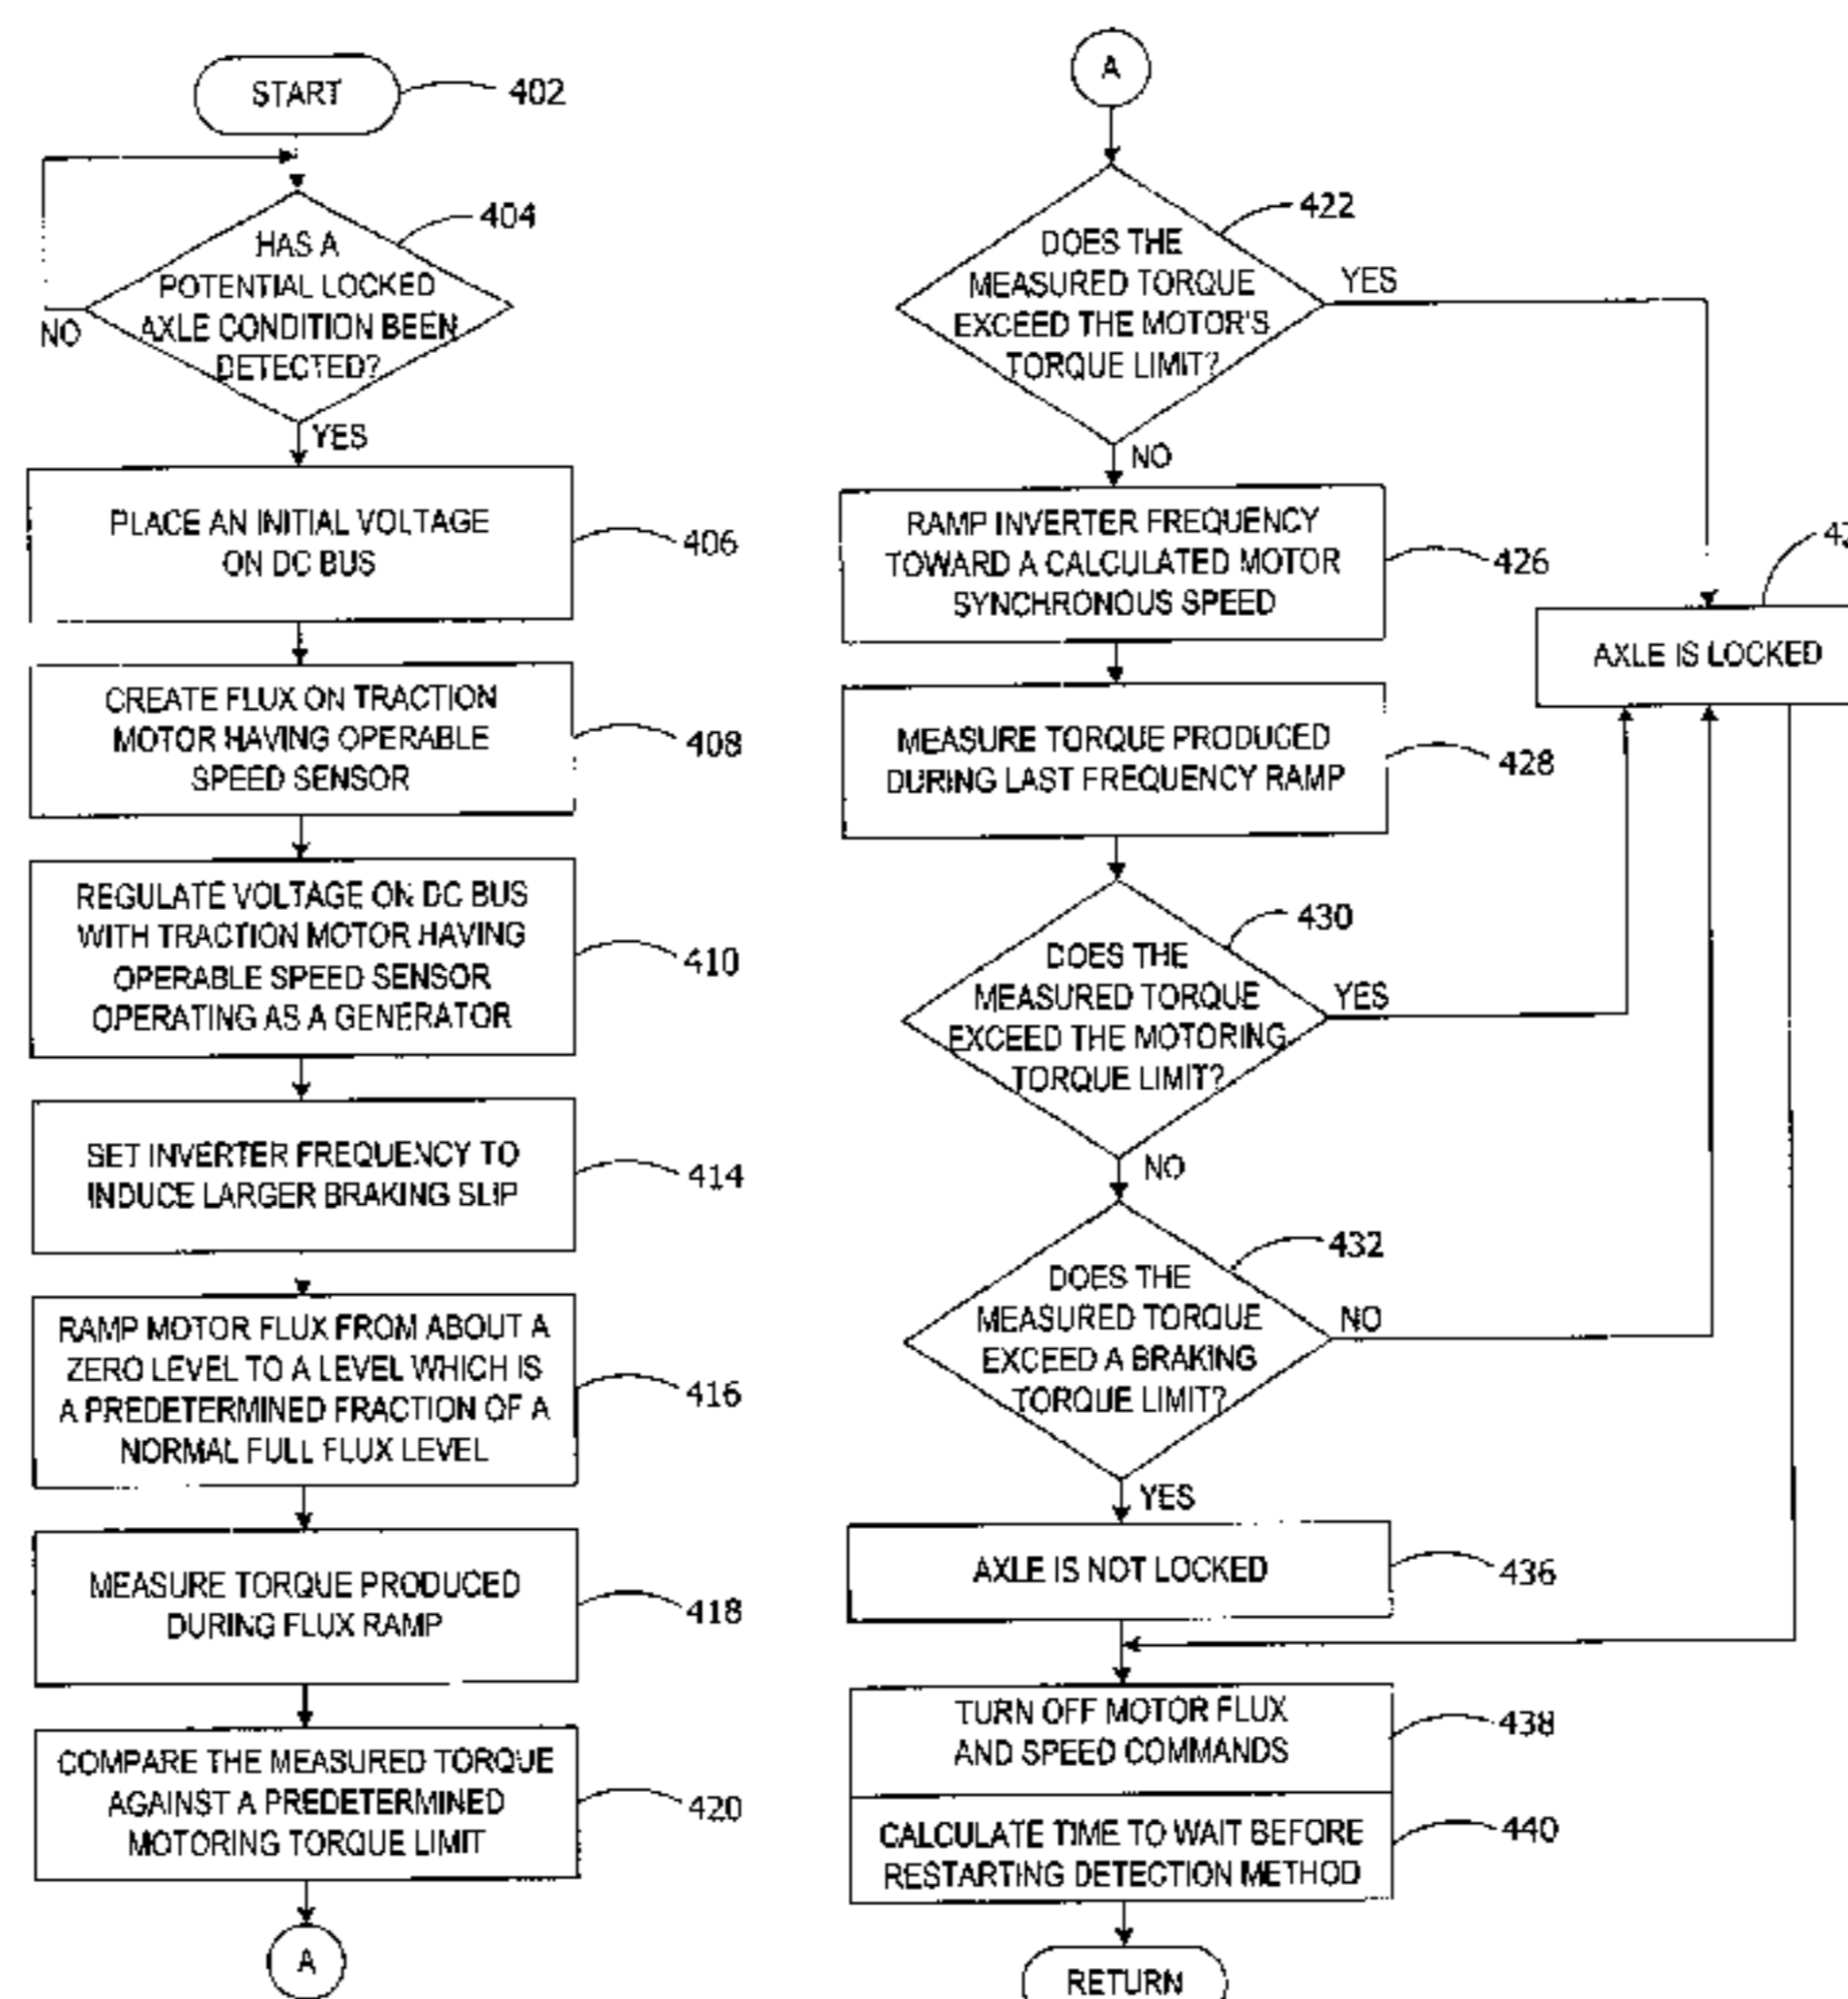 START
402
HAS A
POTENTIAL LOCKED
AXLE CONDITION BEEN
DETECTED?
404
NO
YES
PLACE AN INITIAL VOLTAGE
ON DC BUS
406
CREATE FLUX ON TRACTION
MOTOR HAVING OPERABLE
SPEED SENSOR
408
REGULATE VOLTAGE ON DC BUS
WITH TRACTION MOTOR HAVING
OPERABLE SPEED SENSOR
OPERATING AS A GENERATOR
410
SET INVERTER FREQUENCY TO
INDUCE LARGER BRAKING SLIP
414
RAMP MOTOR FLUX FROM ABOUT A
ZERO LEVEL TO A LEVEL WHICH IS
A PREDETERMINED FRACTION OF A
NORMAL FULL FLUX LEVEL
416
MEASURE TORQUE PRODUCED
DURING FLUX RAMP
418
COMPARE THE MEASURED TORQUE
AGAINST A PREDETERMINED
MOTORING TORQUE LIMIT
420
A
A
DOES THE
MEASURED TORQUE
EXCEED THE MOTOR'S
TORQUE LIMIT?
422
YES
NO
RAMP INVERTER FREQUENCY
TOWARD A CALCULATED MOTOR
SYNCHRONOUS SPEED
426
AXLE IS LOCKED
MEASURE TORQUE PRODUCED
DURING LAST FREQUENCY RAMP
428
DOES THE
MEASURED TORQUE
EXCEED THE MOTORING
TORQUE LIMIT?
430
YES
NO
DOES THE
MEASURED TORQUE
EXCEED A BRAKING
TORQUE LIMIT?
432
NO
YES
AXLE IS NOT LOCKED
436
TURN OFF MOTOR FLUX
AND SPEED COMMANDS
438
CALCULATE TIME TO WAIT BEFORE
RESTARTING DETECTION METHOD
440
RETURN